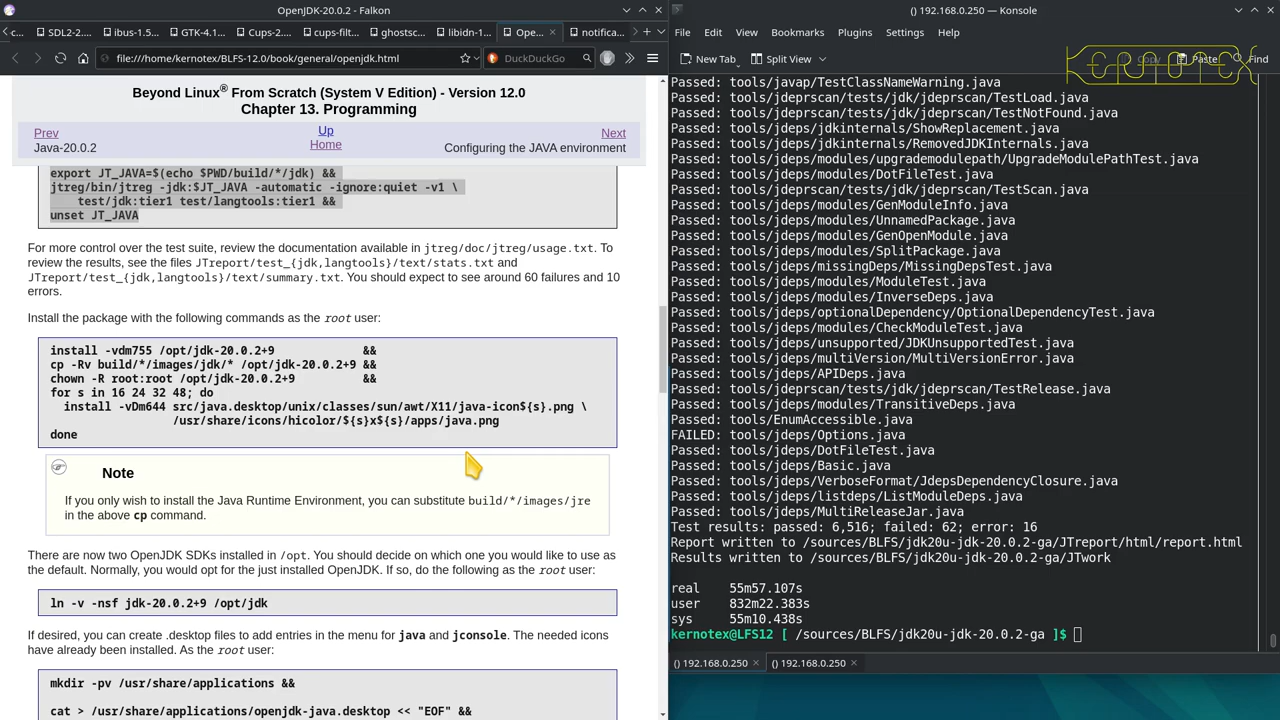 OpenJDK-20.0.2 - Falkon
SDL2-2.... ibus-1.5... GTK-4.1... Cups-2.... cups-filt... ghostsc... libidn-1... Ope... notifica...
file:///home/kernotex/BLFS-12.0/book/general/openjdk.html DuckDuckGo
Beyond Linux® From Scratch (System V Edition) - Version 12.0
Chapter 13. Programming
Prev Up Next
Java-20.0.2 Home Configuring the JAVA environment
export JT_JAVA=$(echo $PWD/build/*/jdk) &&
jtreg/bin/jtreg -jdk:$JT_JAVA -automatic -ignore:quiet -v1 \
test/jdk:tier1 test/langtools:tier1 &&
unset JT_JAVA
For more control over the test suite, review the documentation available in jtreg/doc/jtreg/usage.txt. To
review the results, see the files JTreport/test_{jdk,langtools}/text/stats.txt and
JTreport/test_{jdk,langtools}/text/summary.txt. You should expect to see around 60 failures and 10
errors.
Install the package with the following commands as the root user:
install -vdm755 /opt/jdk-20.0.2+9 &&
cp -Rv build/*/images/jdk/* /opt/jdk-20.0.2+9 &&
chown -R root:root /opt/jdk-20.0.2+9 &&
for s in 16 24 32 48; do
install -vDm644 src/java.desktop/unix/classes/sun/awt/X11/java-icon${s}.png \
/usr/share/icons/hicolor/${s}x${s}/apps/java.png
done
Note
If you only wish to install the Java Runtime Environment, you can substitute build/*/images/jre
in the above cp command.
There are now two OpenJDK SDKs installed in /opt. You should decide on which one you would like to use as
the default. Normally, you would opt for the just installed OpenJDK. If so, do the following as the root user:
ln -v -nsf jdk-20.0.2+9 /opt/jdk
If desired, you can create .desktop files to add entries in the menu for java and jconsole. The needed icons
have already been installed. As the root user:
mkdir -pv /usr/share/applications &&
cat > /usr/share/applications/openjdk-java.desktop << "EOF" &&
() 192.168.0.250 — Konsole
File Edit View Bookmarks Plugins Settings Help
New Tab Split View Copy Paste Find
KERNOTEX
Passed: tools/javap/TestClassNameWarning.java
Passed: tools/jdeprscan/tests/jdk/jdeprscan/TestLoad.java
Passed: tools/jdeprscan/tests/jdk/jdeprscan/TestNotFound.java
Passed: tools/jdeps/jdkinternals/ShowReplacement.java
Passed: tools/jdeps/jdkinternals/RemovedJDKInternals.java
Passed: tools/jdeps/modules/upgrademodulepath/UpgradeModulePathTest.java
Passed: tools/jdeps/modules/DotFileTest.java
Passed: tools/jdeprscan/tests/jdk/jdeprscan/TestScan.java
Passed: tools/jdeps/modules/GenModuleInfo.java
Passed: tools/jdeps/modules/UnnamedPackage.java
Passed: tools/jdeps/modules/GenOpenModule.java
Passed: tools/jdeps/modules/SplitPackage.java
Passed: tools/jdeps/missingDeps/MissingDepsTest.java
Passed: tools/jdeps/modules/ModuleTest.java
Passed: tools/jdeps/modules/InverseDeps.java
Passed: tools/jdeps/optionalDependency/OptionalDependencyTest.java
Passed: tools/jdeps/modules/CheckModuleTest.java
Passed: tools/jdeps/unsupported/JDKUnsupportedTest.java
Passed: tools/jdeps/multiVersion/MultiVersionError.java
Passed: tools/jdeps/APIDeps.java
Passed: tools/jdeprscan/tests/jdk/jdeprscan/TestRelease.java
Passed: tools/jdeps/modules/TransitiveDeps.java
Passed: tools/EnumAccessible.java
FAILED: tools/jdeps/Options.java
Passed: tools/jdeps/DotFileTest.java
Passed: tools/jdeps/Basic.java
Passed: tools/jdeps/VerboseFormat/JdepsDependencyClosure.java
Passed: tools/jdeps/listdeps/ListModuleDeps.java
Passed: tools/jdeps/MultiReleaseJar.java
Test results: passed: 6,516; failed: 62; error: 16
Report written to /sources/BLFS/jdk20u-jdk-20.0.2-ga/JTreport/html/report.html
Results written to /sources/BLFS/jdk20u-jdk-20.0.2-ga/JTwork
real 55m57.107s
user 832m22.383s
sys 55m10.438s
kernotex@LFS12 [ /sources/BLFS/jdk20u-jdk-20.0.2-ga ]$
() 192.168.0.250 () 192.168.0.250